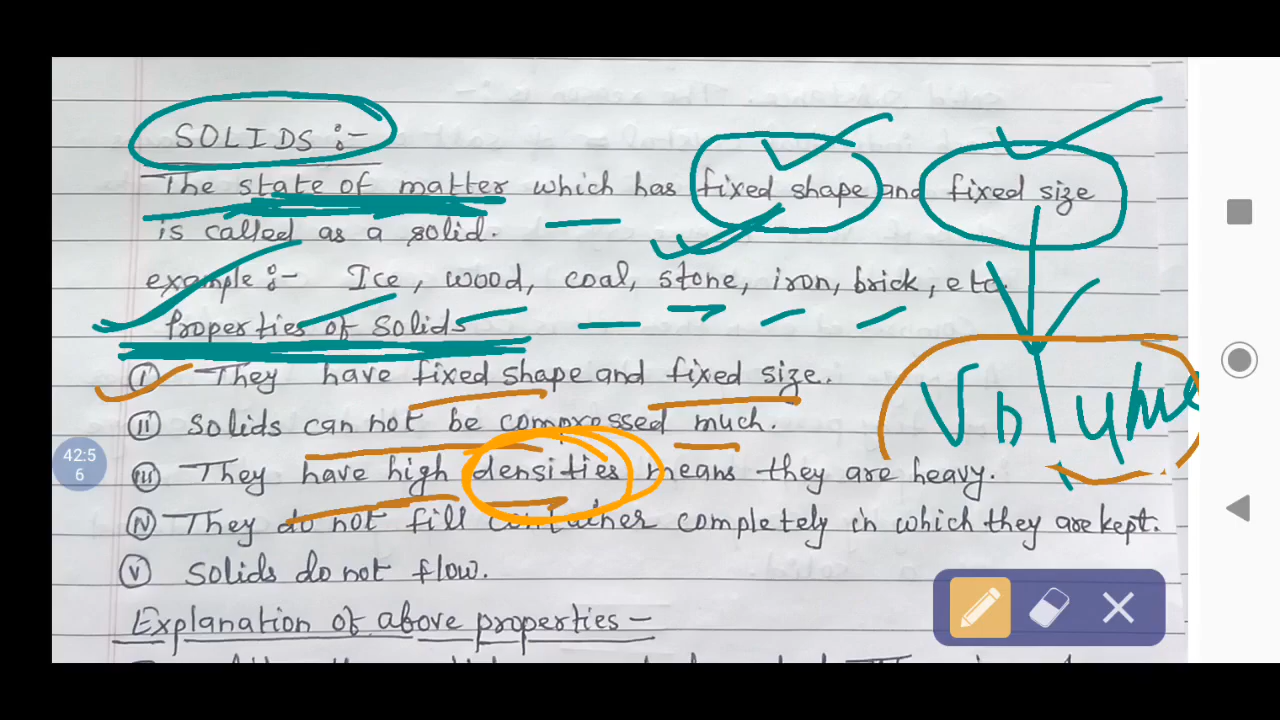 SOLIDS :-
The state of matter which has fixed shape and fixed size
is called as a solid.
example :- Ice, wood, coal, stone, iron, brick, etc.
Properties of Solids
(I) They have fixed shape and fixed size.
Volume
(II) Solids can not be compressed much.
(III) They have high densities means they are heavy.
(IV) They do not fill container completely in which they are kept.
(V) Solids do not flow.
Explanation of above properties -
42:5
6